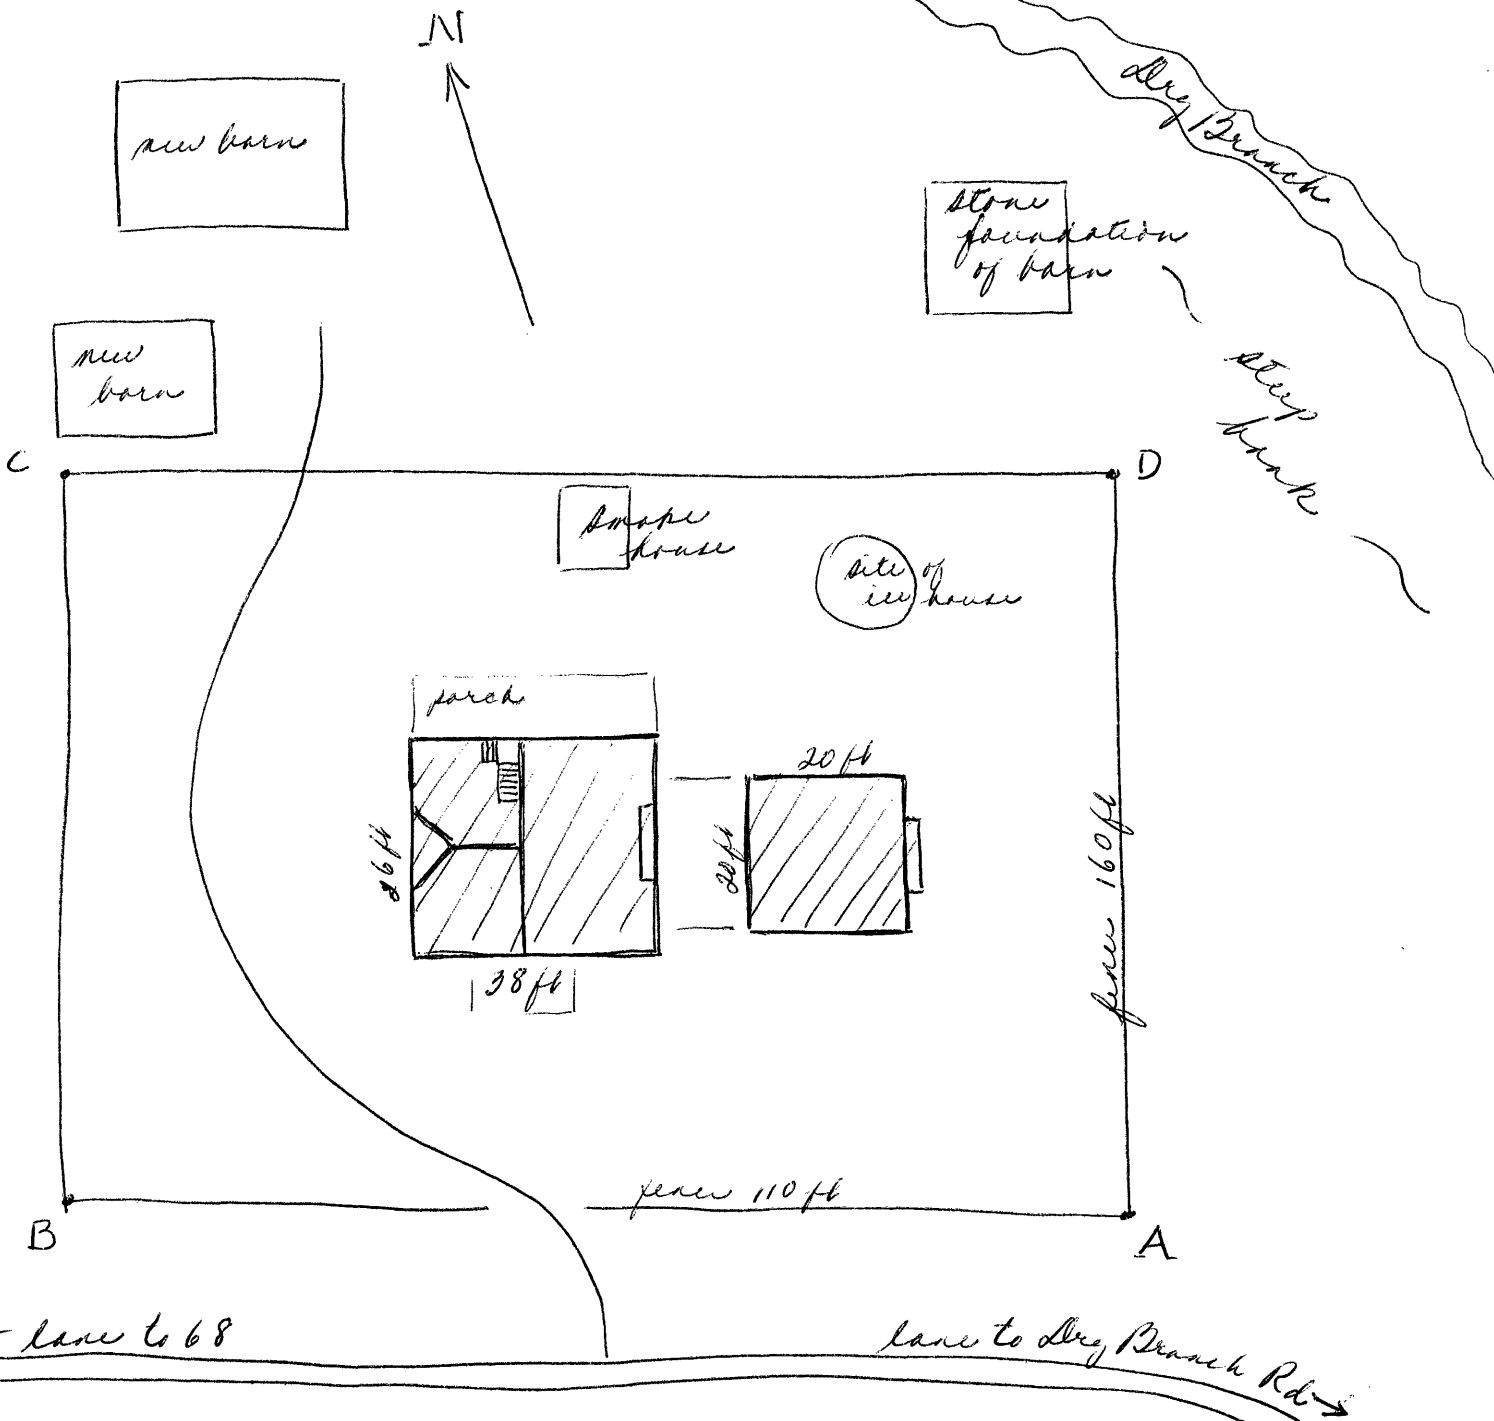 N
new barn
Dry Branch
stone
foundation
of barn
new
barn
steep
bank
C
D
smoke
house
site of
ice house
porch
20 ft
26 ft
20 ft
fence 160 ft
38 ft
fence 110 ft
B
A
lane to 68
lane to Dry Branch Rd